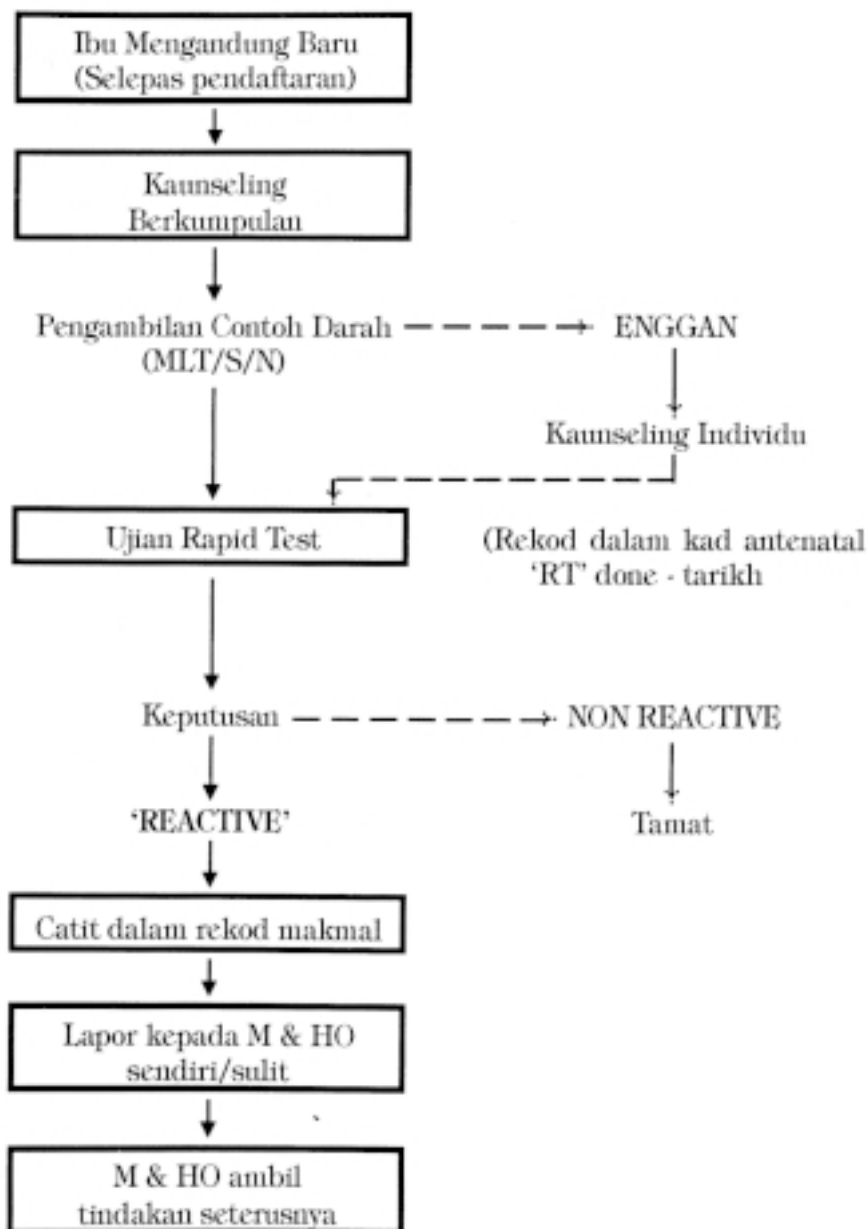 Ibu Mengandung Baru
(Selepas pendaftaran)
Kaunseling
Berkumpulan
Pengambilan Contoh Darah
(MLT/S/N)
ENGGAN
Kaunseling Individu
Ujian Rapid Test
(Rekod dalam kad antenatal
‘RT’ done - tarikh
Keputusan
NON REACTIVE
‘REACTIVE’
Tamat
Catit dalam rekod makmal
Lapor kepada M & HO
sendiri/sulit
M & HO ambil
tindakan seterusnya